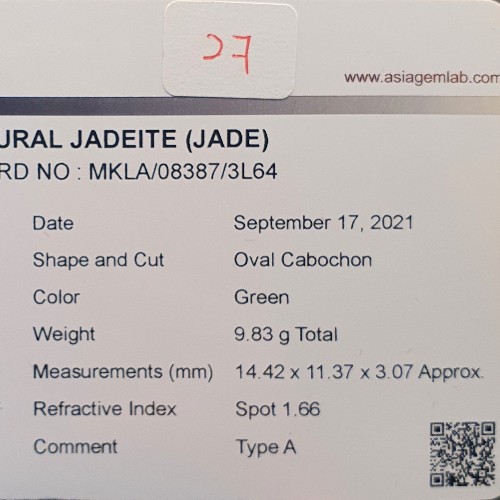 27
www.asiagemlab.com
URAL JADEITE (JADE)
RD NO : MKLA/08387/3L64
Date September 17, 2021
Shape and Cut Oval Cabochon
Color Green
Weight 9.83 g Total
Measurements (mm) 14.42 x 11.37 x 3.07 Approx.
Refractive Index Spot 1.66
Comment Type A